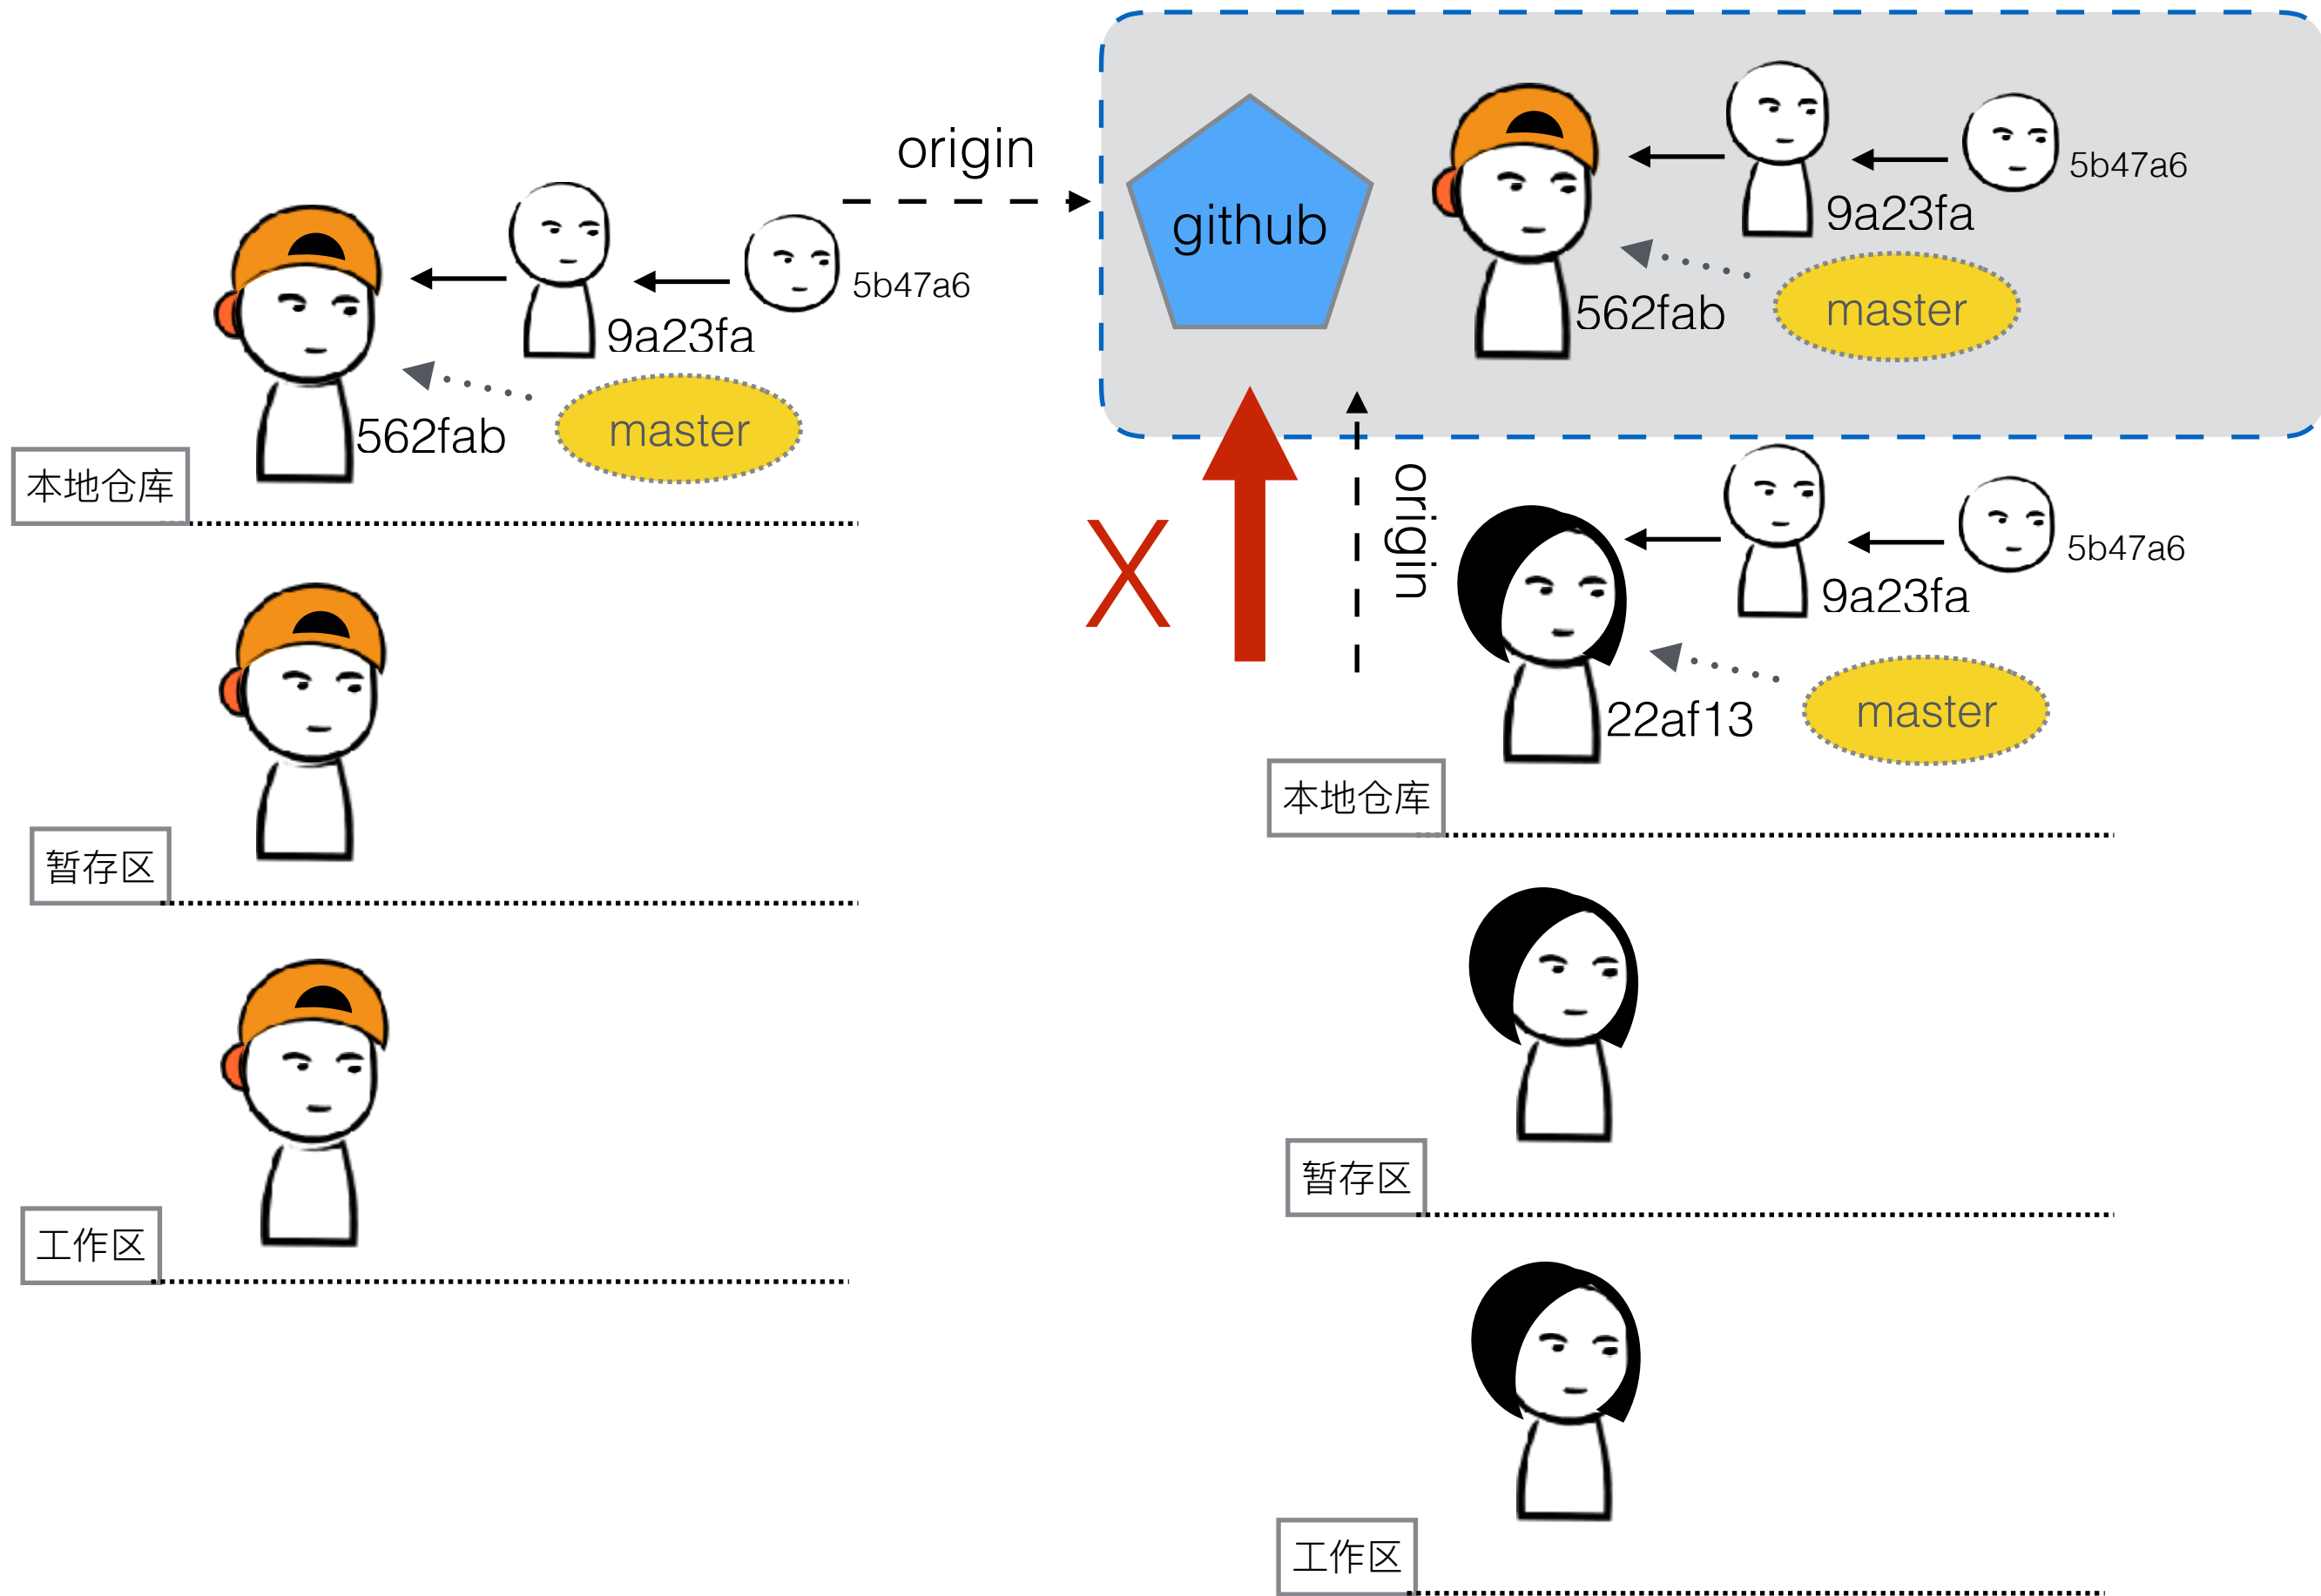 origin
github
5b47a6
9a23fa
562fab
master
5b47a6
9a23fa
562fab
master
本地仓库
暂存区
工作区
X
origin
5b47a6
9a23fa
22af13
master
本地仓库
暂存区
工作区